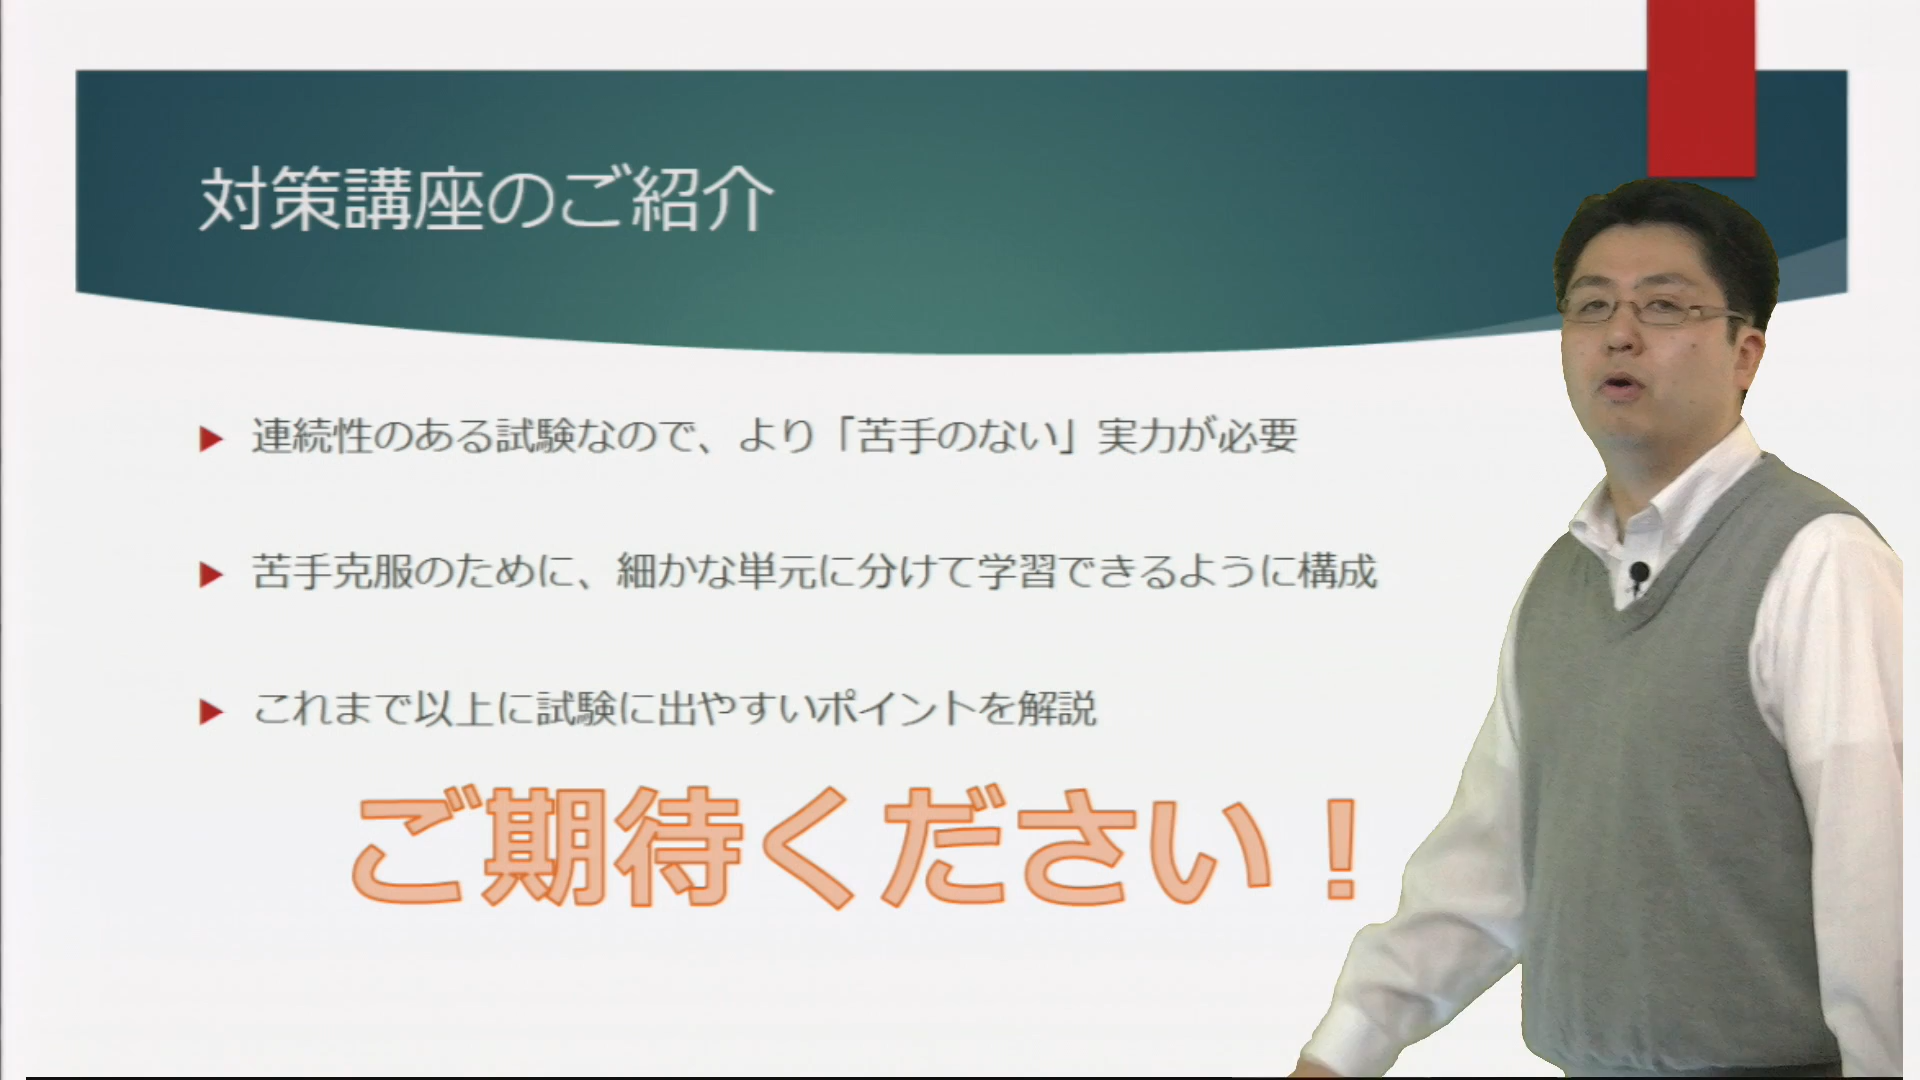 対策講座のご紹介
連続性のある試験なので、より「苦手のない」実力が必要
苦手克服のために、細かな単元に分けて学習できるように構成
これまで以上に試験に出やすいポイントを解説
ご期待ください！